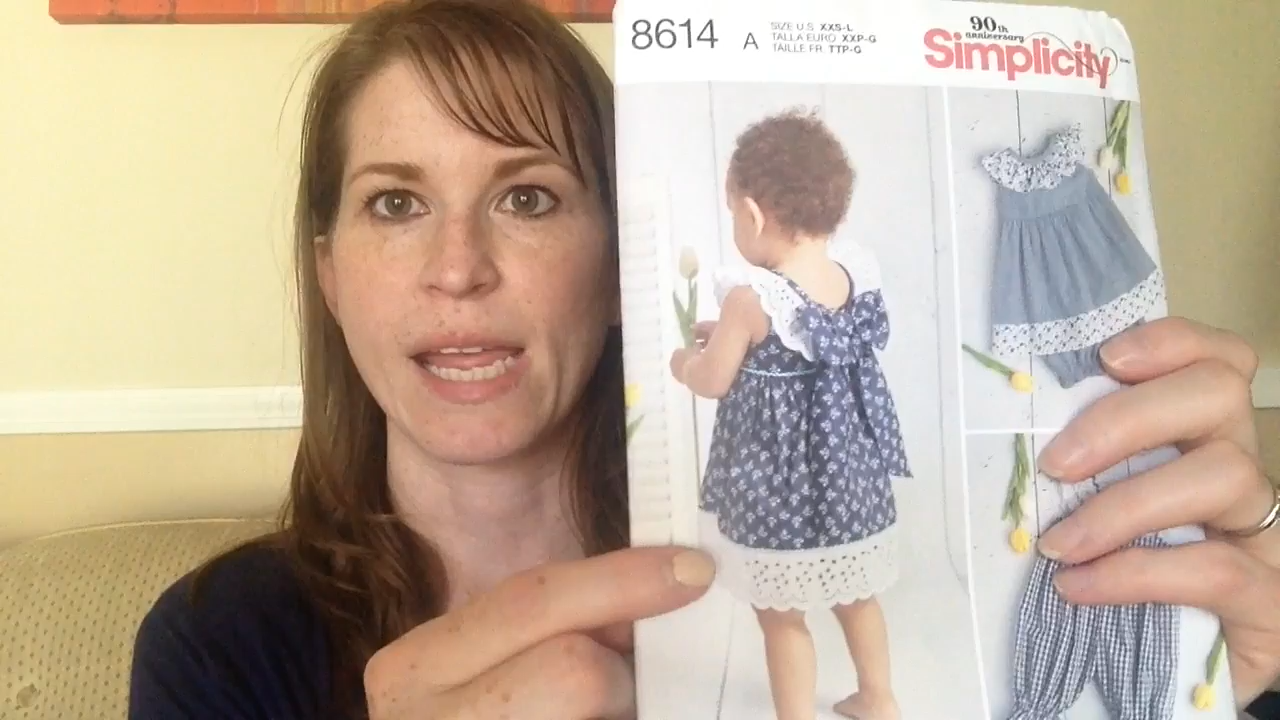 8614
A
SIZE U.S XXS-L
TALLA EURO XXP-G
TAILLE FR TTP-G
90th
anniversary
Simplicity